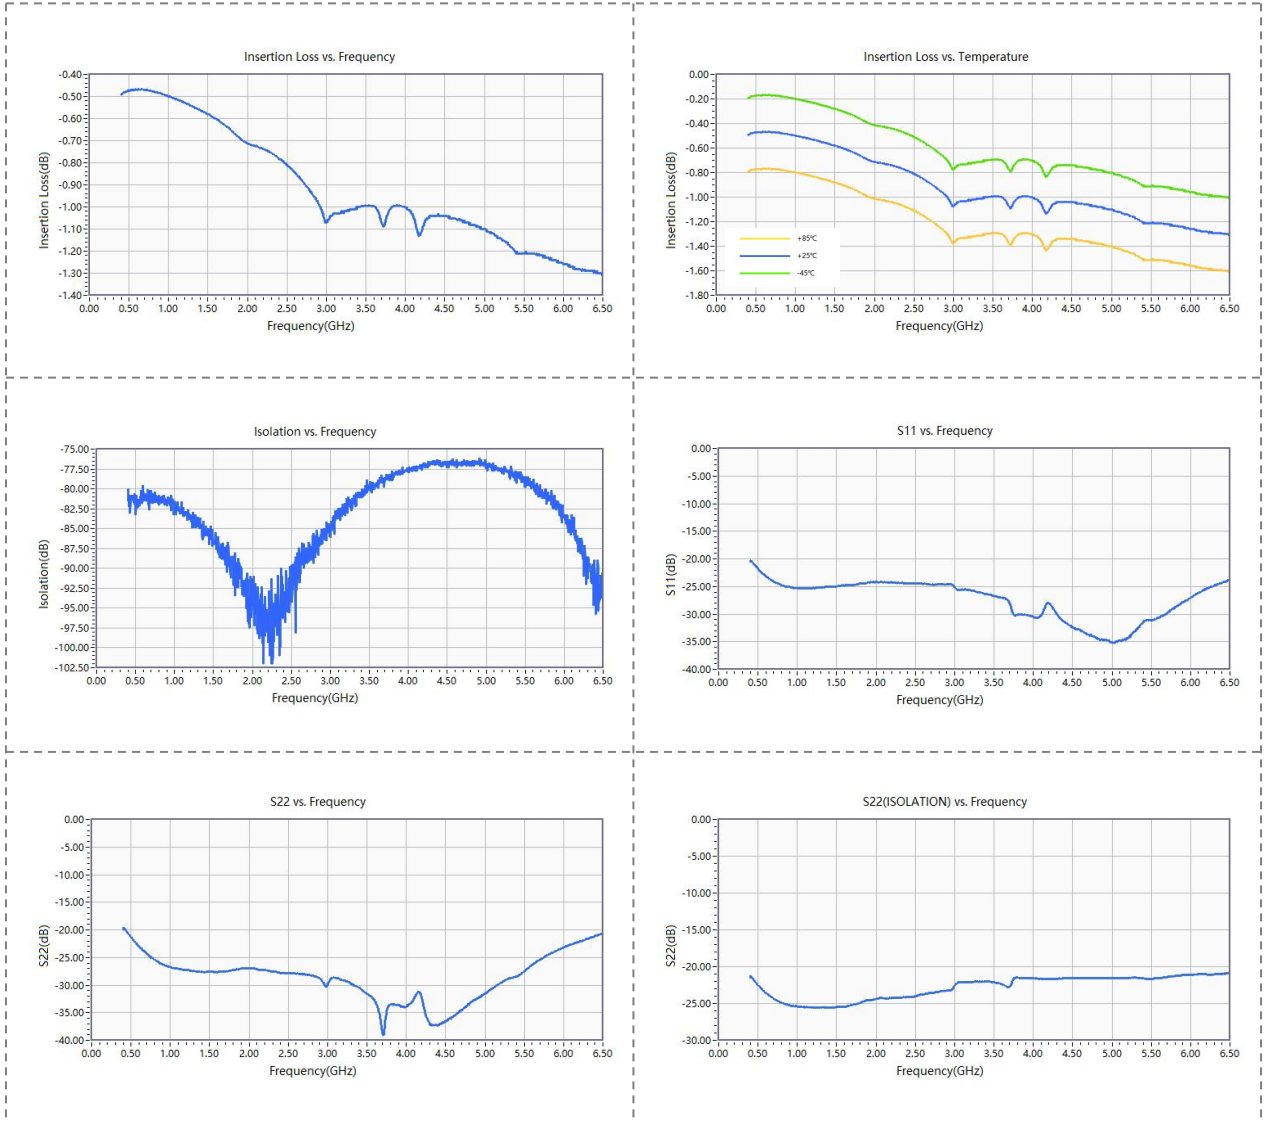 Insertion Loss vs. Frequency
-0.40
-0.50
-0.60
-0.70
-0.80
-0.90
-1.00
-1.10
-1.20
-1.30
-1.40
Insertion Loss(dB)
0.00 0.50 1.00 1.50 2.00 2.50 3.00 3.50 4.00 4.50 5.00 5.50 6.00 6.50
Frequency(GHz)
Insertion Loss vs. Temperature
0.00
-0.20
-0.40
-0.60
-0.80
-1.00
-1.20
-1.40
-1.60
-1.80
Insertion Loss(dB)
+85℃
+25℃
-45℃
0.00 0.50 1.00 1.50 2.00 2.50 3.00 3.50 4.00 4.50 5.00 5.50 6.00 6.50
Frequency(GHz)
Isolation vs. Frequency
-75.00
-77.50
-80.00
-82.50
-85.00
-87.50
-90.00
-92.50
-95.00
-97.50
-100.00
-102.50
Isolation(dB)
0.00 0.50 1.00 1.50 2.00 2.50 3.00 3.50 4.00 4.50 5.00 5.50 6.00 6.50
Frequency(GHz)
S11 vs. Frequency
0.00
-5.00
-10.00
-15.00
-20.00
-25.00
-30.00
-35.00
-40.00
S11(dB)
0.00 0.50 1.00 1.50 2.00 2.50 3.00 3.50 4.00 4.50 5.00 5.50 6.00 6.50
Frequency(GHz)
S22 vs. Frequency
0.00
-5.00
-10.00
-15.00
-20.00
-25.00
-30.00
-35.00
-40.00
S22(dB)
0.00 0.50 1.00 1.50 2.00 2.50 3.00 3.50 4.00 4.50 5.00 5.50 6.00 6.50
Frequency(GHz)
S22(ISOLATION) vs. Frequency
0.00
-5.00
-10.00
-15.00
-20.00
-25.00
-30.00
S22(dB)
0.00 0.50 1.00 1.50 2.00 2.50 3.00 3.50 4.00 4.50 5.00 5.50 6.00 6.50
Frequency(GHz)